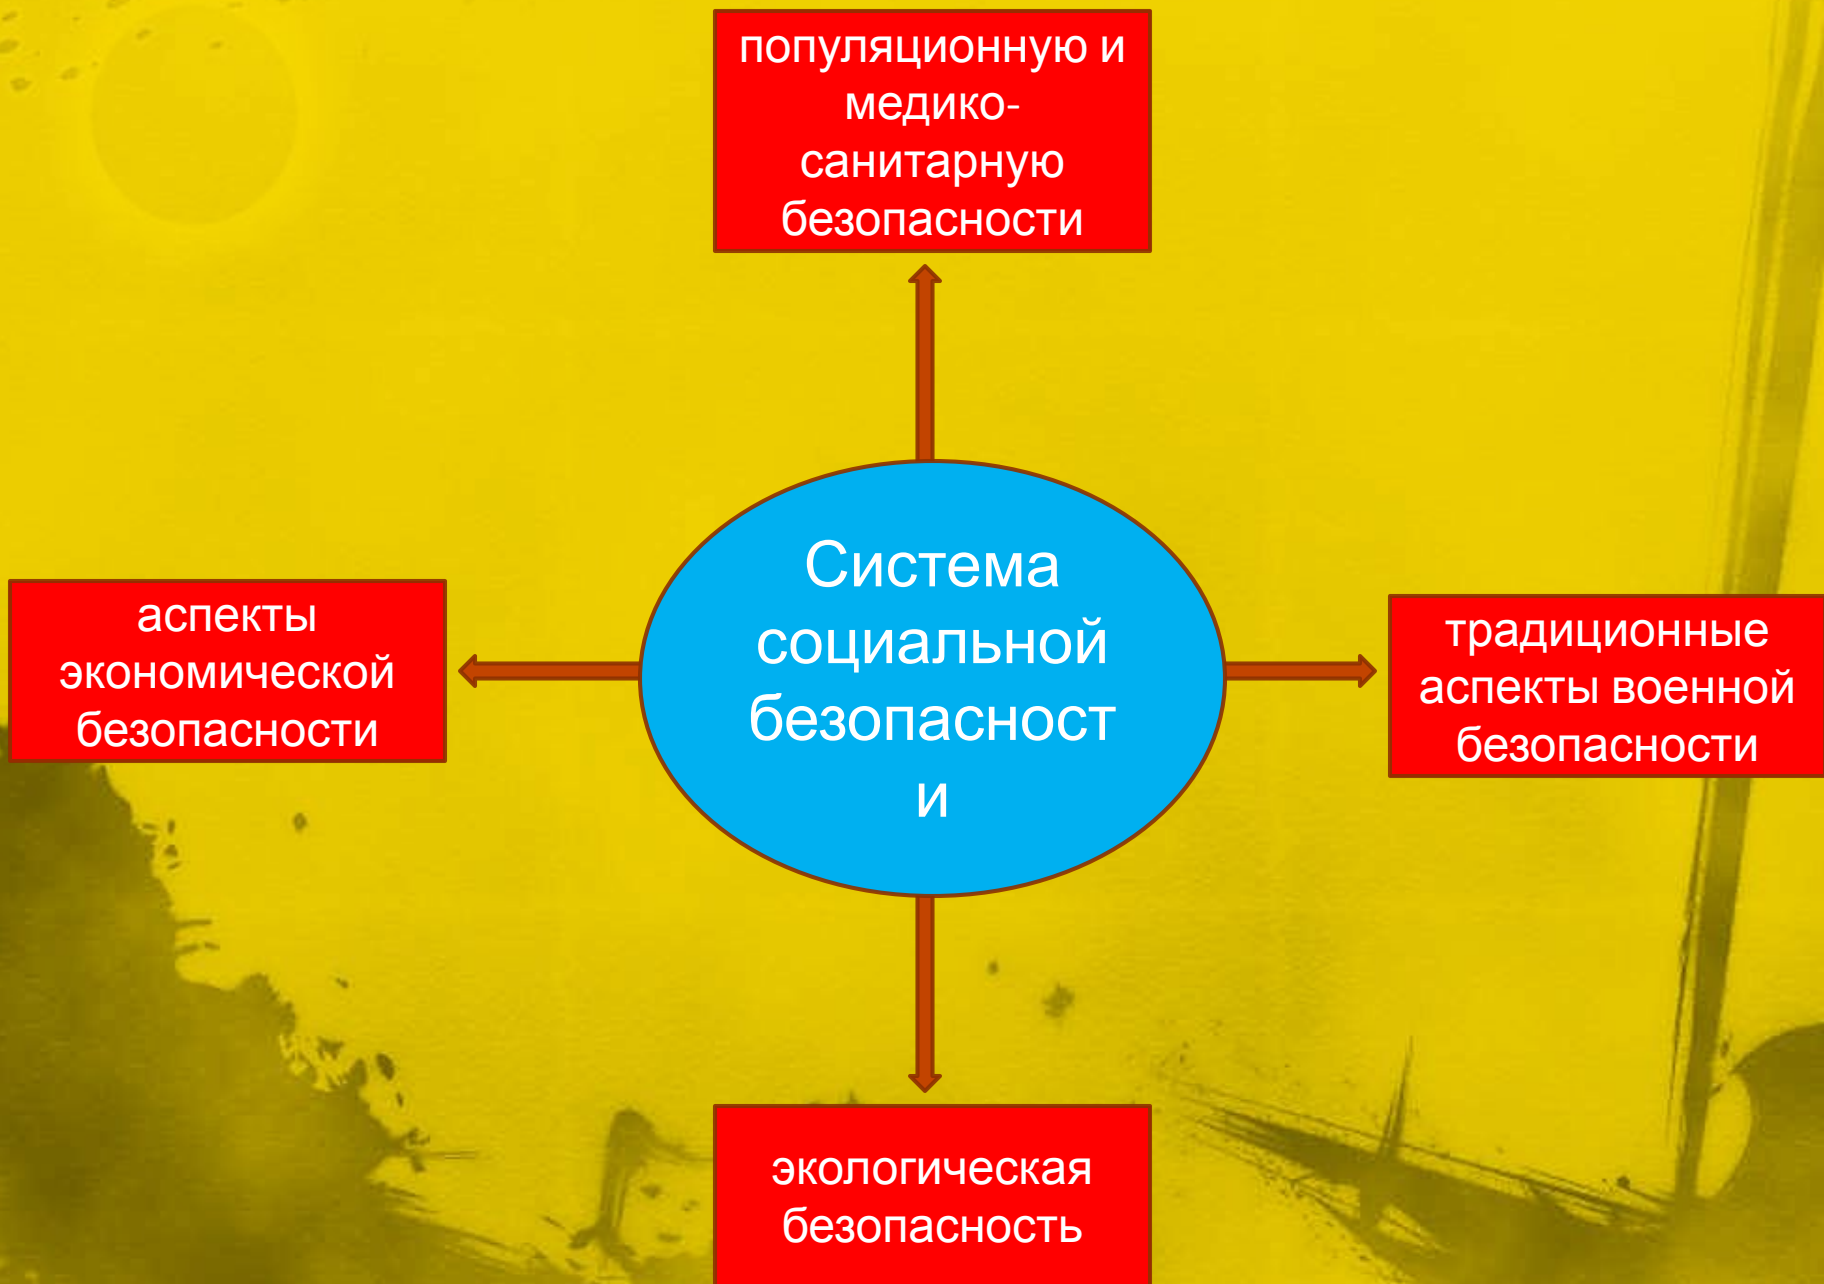 популяционную и
медико-
санитарную
безопасности
аспекты
экономической
безопасности
Система
социальной
безопасност
и
традиционные
аспекты военной
безопасности
экологическая
безопасность